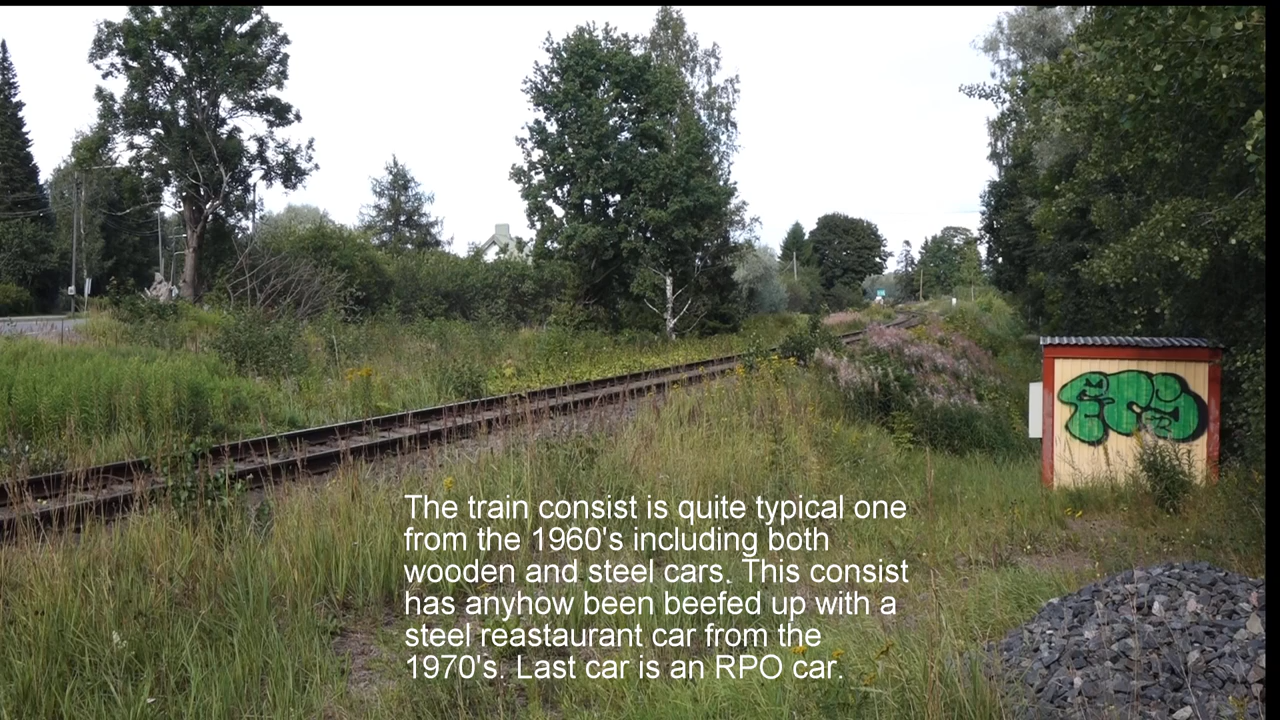 The train consist is quite typical one
from the 1960's including both
wooden and steel cars. This consist
has anyhow been beefed up with a
steel reastaurant car from the
1970's. Last car is an RPO car.